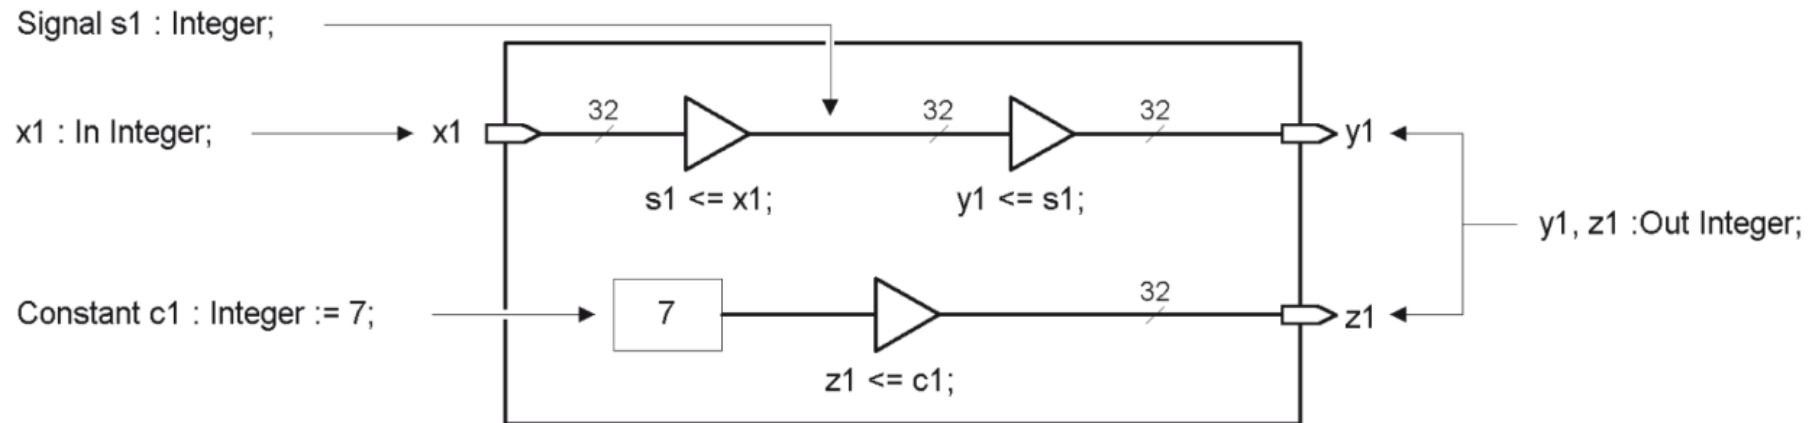 Signal s1 : Integer;
32
32
32
x1 : In Integer;
x1
y1
s1 <= x1;
y1 <= s1;
y1, z1 :Out Integer;
Constant c1 : Integer := 7;
7
32
z1
z1 <= c1;